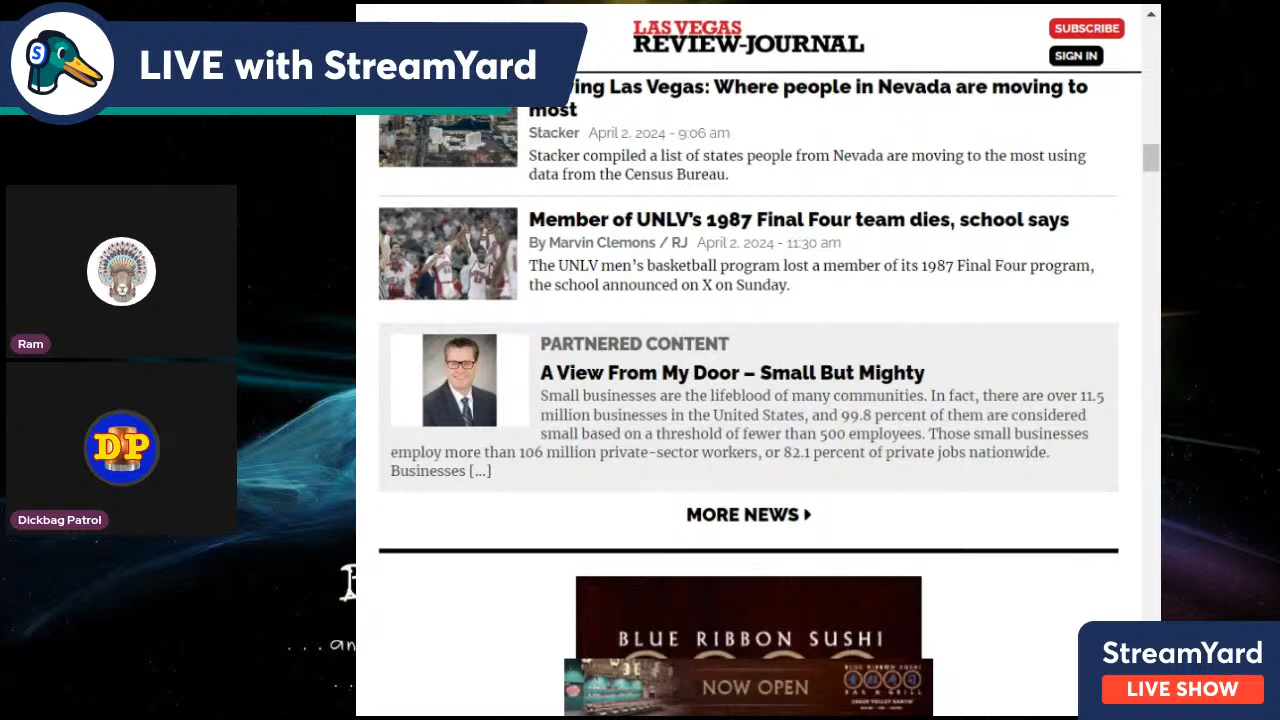 LIVE with StreamYard
LAS VEGAS
REVIEW-JOURNAL
SUBSCRIBE
SIGN IN
ing Las Vegas: Where people in Nevada are moving to
most
Stacker April 2, 2024 - 9:06 am
Stacker compiled a list of states people from Nevada are moving to the most using
data from the Census Bureau.
Member of UNLV's 1987 Final Four team dies, school says
By Marvin Clemons / RJ April 2, 2024 - 11:30 am
The UNLV men's basketball program lost a member of its 1987 Final Four program,
the school announced on X on Sunday.
PARTNERED CONTENT
A View From My Door – Small But Mighty
Small businesses are the lifeblood of many communities. In fact, there are over 11.5
million businesses in the United States, and 99.8 percent of them are considered
small based on a threshold of fewer than 500 employees. Those small businesses
employ more than 106 million private-sector workers, or 82.1 percent of private jobs nationwide.
Businesses [...]
MORE NEWS
BLUE RIBBON SUSHI
NOW OPEN
BLUE RIBBON SUSHI
BAR & GRILL
Ram
DP
Dickbag Patrol
...an
StreamYard
LIVE SHOW